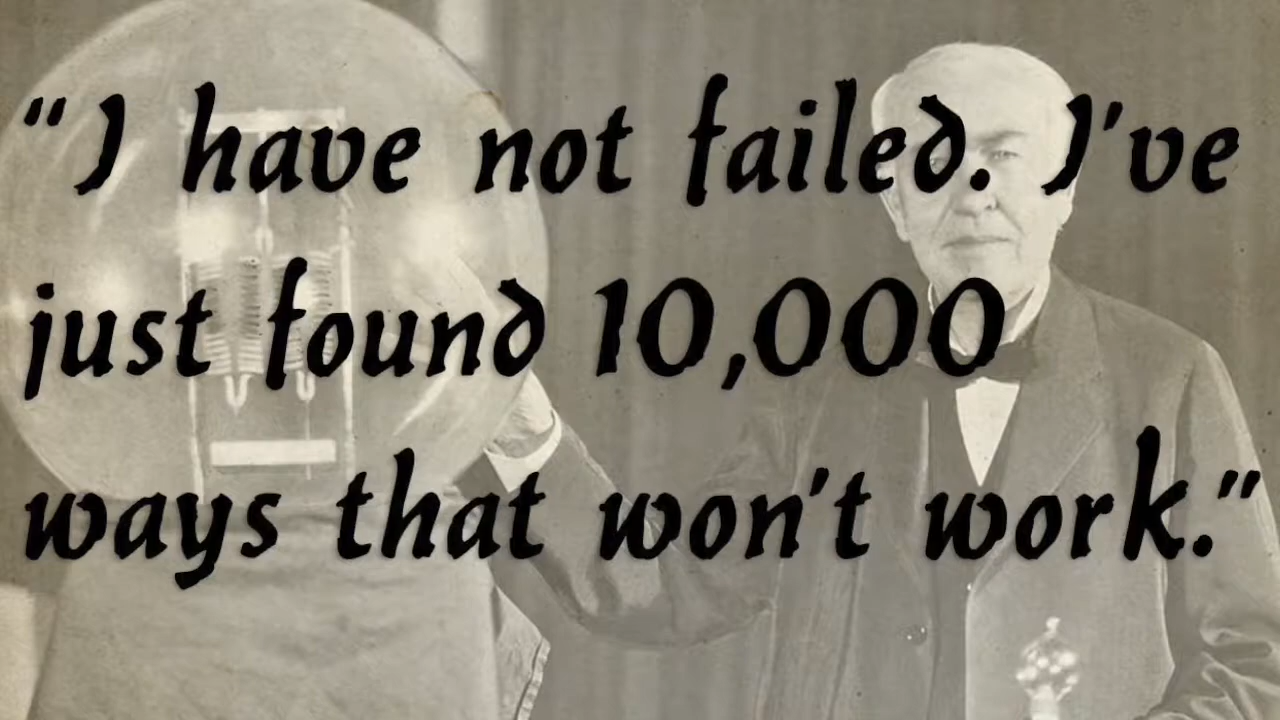 “I have not failed. I've
just found 10,000
ways that won't work.”